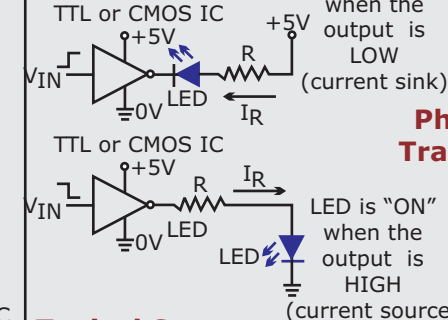 when the
TTL or CMOS IC
+5V
+5V
output is
R
LOW
VIN
LED
(current sink)
0V
IR
Ph
TTL or CMOS IC
Tra
+5V
IR
R
VIN
LED is “ON”
LED
when the
0V
LED
output is
HIGH
(current source
C